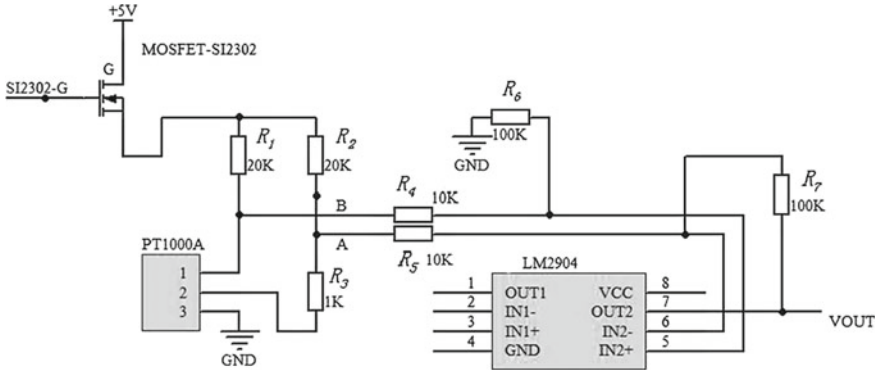 +5V
MOSFET-SI2302
G
SI2302-G
R1
20K
R2
20K
R6
100K
GND
R4
10K
B
A
R5 10K
R7
100K
PT1000A
1
2
3
R3
1K
GND
LM2904
1 OUT1 VCC 8
2 IN1- OUT2 7
3 IN1+ IN2- 6
4 GND IN2+ 5
VOUT